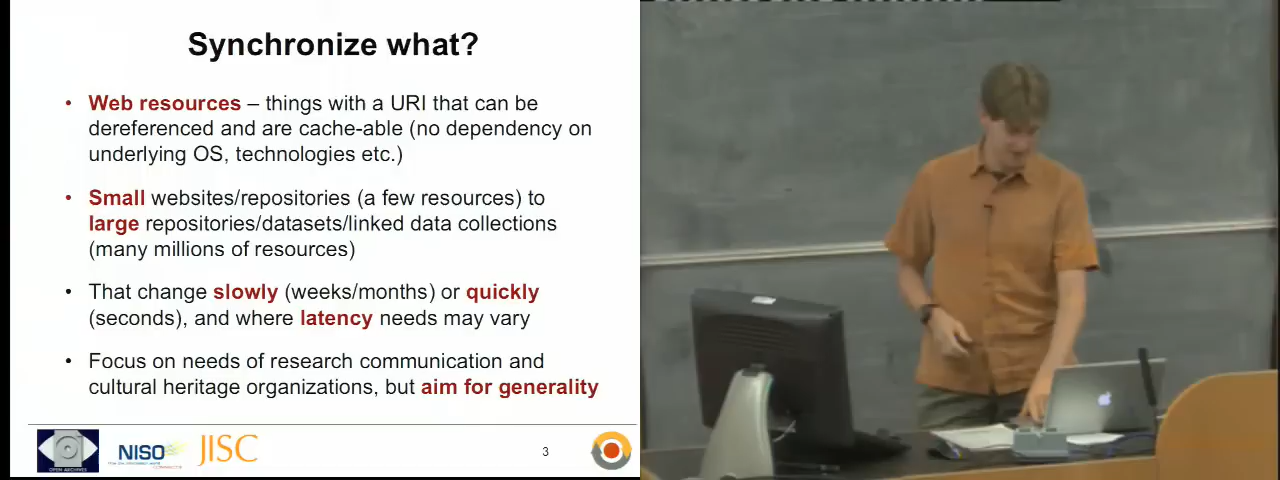 Synchronize what?
• Web resources – things with a URI that can be
dereferenced and are cache-able (no dependency on
underlying OS, technologies etc.)
• Small websites/repositories (a few resources) to
large repositories/datasets/linked data collections
(many millions of resources)
• That change slowly (weeks/months) or quickly
(seconds), and where latency needs may vary
• Focus on needs of research communication and
cultural heritage organizations, but aim for generality
OPEN ARCHIVES
NISO
JISC
3